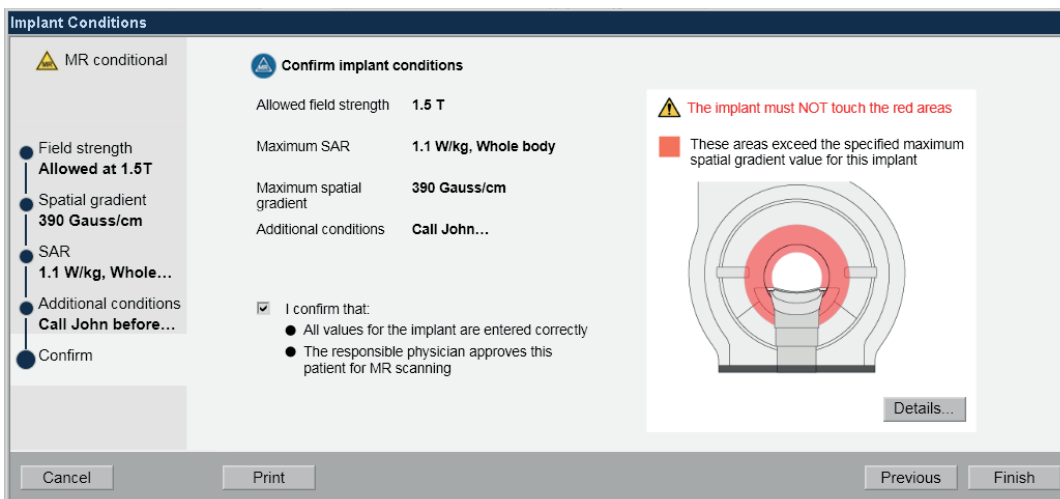 Implant Conditions
MR conditional
Field strength
Allowed at 1.5T
Spatial gradient
390 Gauss/cm
SAR
1.1 W/kg, Whole...
Additional conditions
Call John before...
Confirm
Confirm implant conditions
Allowed field strength 1.5 T
Maximum SAR 1.1 W/kg, Whole body
Maximum spatial 390 Gauss/cm
gradient
Additional conditions Call John...
I confirm that:
● All values for the implant are entered correctly
● The responsible physician approves this
patient for MR scanning
The implant must NOT touch the red areas
These areas exceed the specified maximum
spatial gradient value for this implant
Details...
Cancel Print Previous Finish